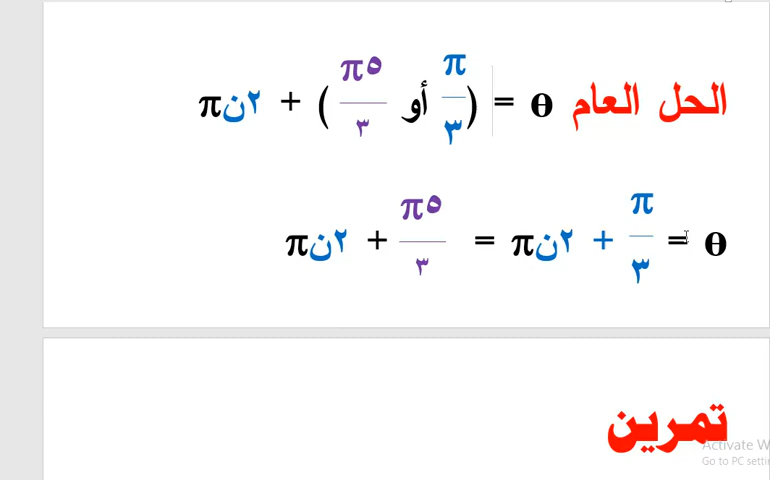 الحل العام θ = (π/٣ أو ٥π/٣) + ٢نπ
θ = π/٣ + ٢نπ = ٥π/٣ + ٢نπ
تمرين
Activate W
Go to PC settin